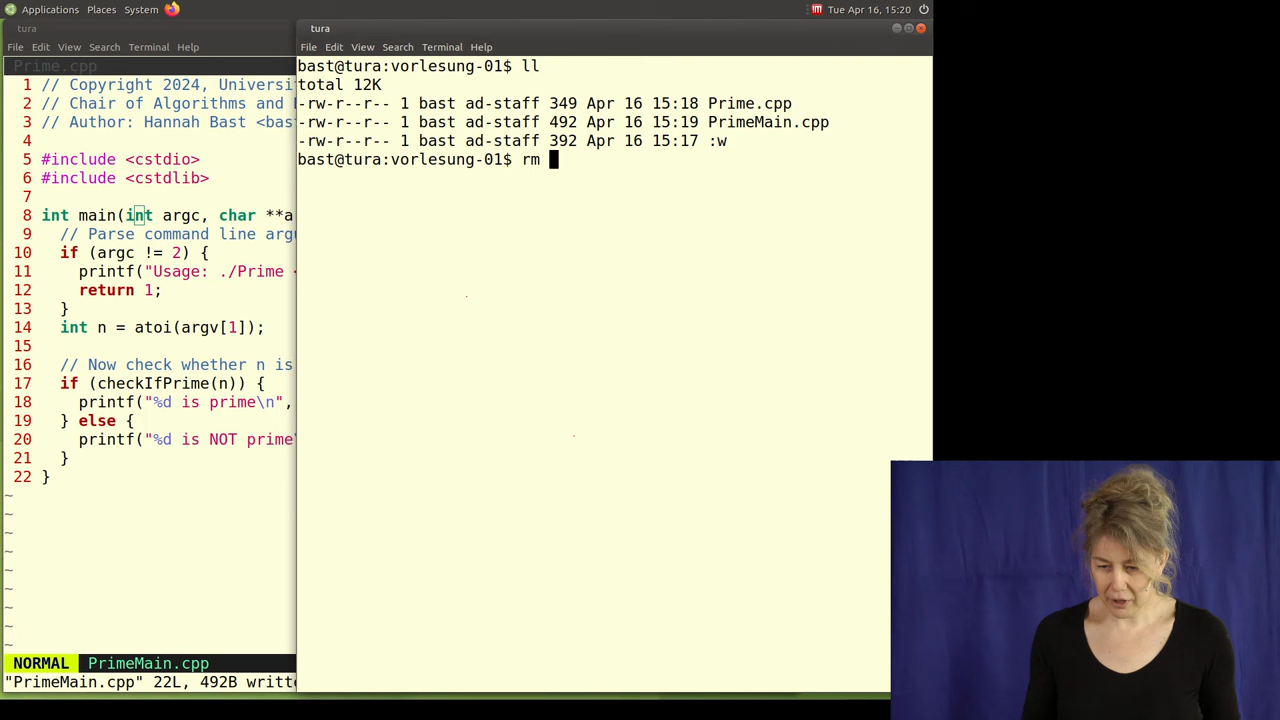 Applications Places System
Tue Apr 16, 15:20
tura
File Edit View Search Terminal Help
Prime.cpp
1 // Copyright 2024, Universi
2 // Chair of Algorithms and
3 // Author: Hannah Bast <bas
4
5 #include <cstdio>
6 #include <cstdlib>
7
8 int main(int argc, char **a
9 // Parse command line arg
10 if (argc != 2) {
11 printf("Usage: ./Prime <
12 return 1;
13 }
14 int n = atoi(argv[1]);
15
16 // Now check whether n is
17 if (checkIfPrime(n)) {
18 printf("%d is prime\n",
19 } else {
20 printf("%d is NOT prime\
21 }
22 }
~
~
~
~
~
~
~
~
~
NORMAL PrimeMain.cpp
"PrimeMain.cpp" 22L, 492B writt
tura
File Edit View Search Terminal Help
bast@tura:vorlesung-01$ ll
total 12K
-rw-r--r-- 1 bast ad-staff 349 Apr 16 15:18 Prime.cpp
-rw-r--r-- 1 bast ad-staff 492 Apr 16 15:19 PrimeMain.cpp
-rw-r--r-- 1 bast ad-staff 392 Apr 16 15:17 :w
bast@tura:vorlesung-01$ rm